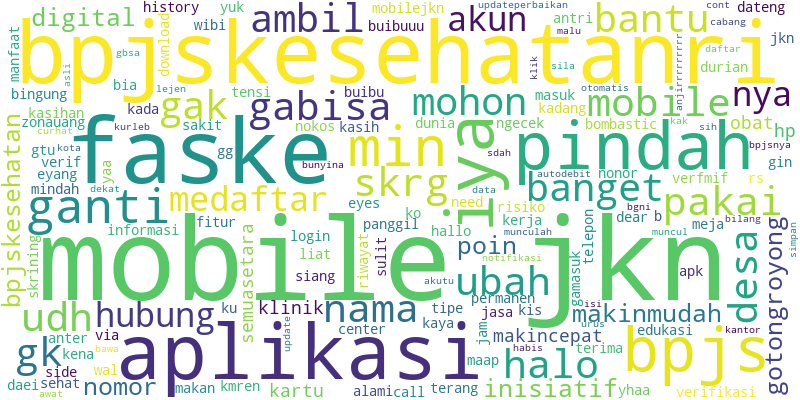 history
yuk
mobilejkn
updateperbaikan
cont
dateng
digital
wibi
ambil
buibuuu
akun
antri
bantu
malu
cabang
jkn
manfaat
gbsa
download
bpjskesehatanri
klik
sila
daftar
durian
asli
lejen
tensi
buibu
masuk
otomatis
anjirrrrrrrrr
bingung
bia
kada
gak
gabisa
mohon
kadang
mobile
nya
kasihan
zonauang
sakit
nokos
kasih
dunia
ngecek
bombastic
obat
hp
curhat
kurleb
faske
min
iya
pindah
kak
sih
bpjsnya
gtu
kota
verif
gg
bunyina
sdah
autodebit
nonor
verfmif
rs
gin
bpjskesehatan
mindah
eyang
dekat
yaa
medaftar
eyes
skrg
need
data
banget
risiko
pakai
ganti
fitur
ko
panggil
hallo
kerja
bgni
dear
b
meja
bilang
skrining
informasi
login
liat
riwayat
sulit
mobile jkn
poin
munculah
telepon
gamasuk
muncul
desa
gotongroyong
simpan
udh
hubung
semuasetara
siang
ku
klinik
nama
akutu
tipe
permanen
notifikasi
ubah
jasa
kis
isi
apk
makinmudah
gk
anter
via
kena
side
wal
update
aplikasi
center
kaya
jam
maap
makincepat
urus
edukasi
terima
kantor
bpjs
daei
sehat
bawa
awat
nomor
makan
kmren
kartu
habis
alami
call
terang
halo
inisiatif
yhaa
verifikasi